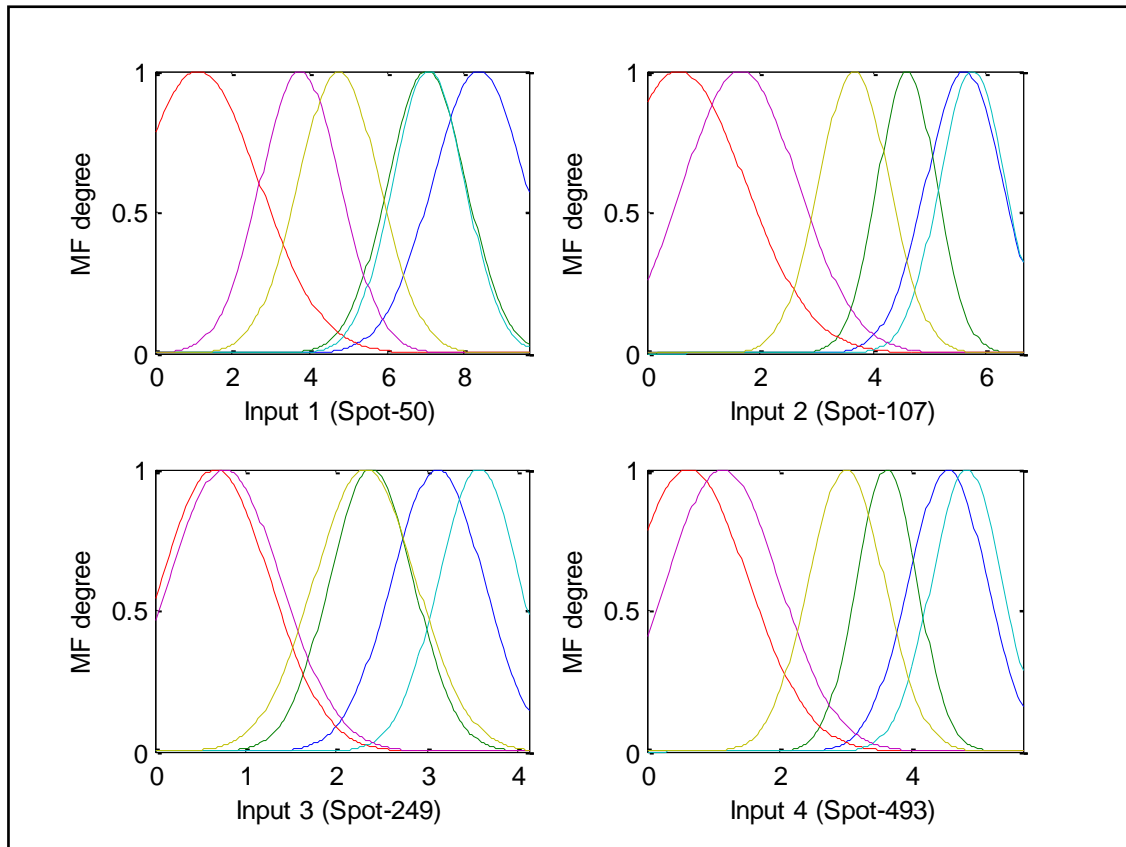 1
0.5
0
MF degree
0 2 4 6 8
Input 1 (Spot-50)
1
0.5
0
MF degree
0 2 4 6
Input 2 (Spot-107)
1
0.5
0
MF degree
0 1 2 3 4
Input 3 (Spot-249)
1
0.5
0
MF degree
0 2 4
Input 4 (Spot-493)